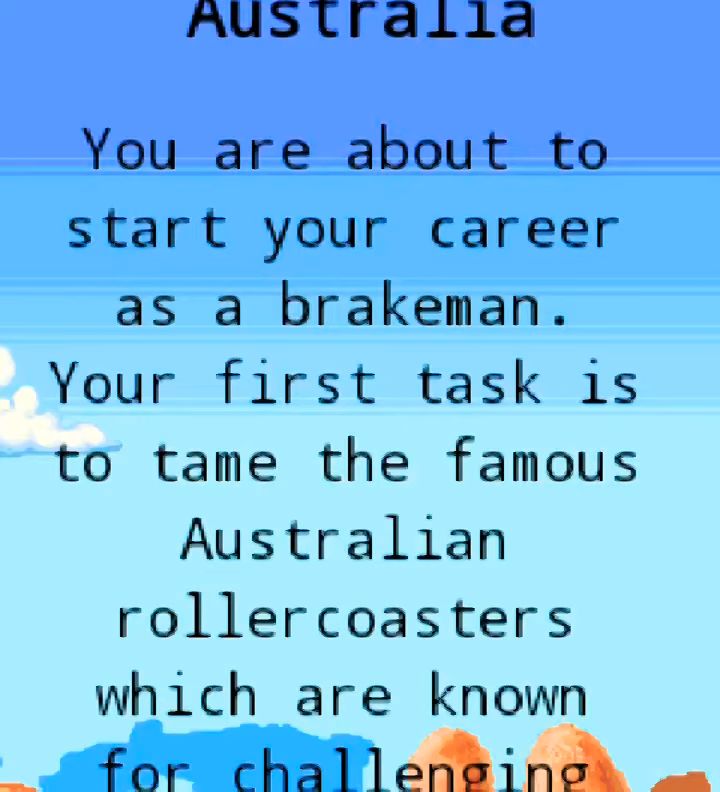 Australia
You are about to
start your career
as a brakeman.
Your first task is
to tame the famous
Australian
rollercoasters
which are known
for challenging